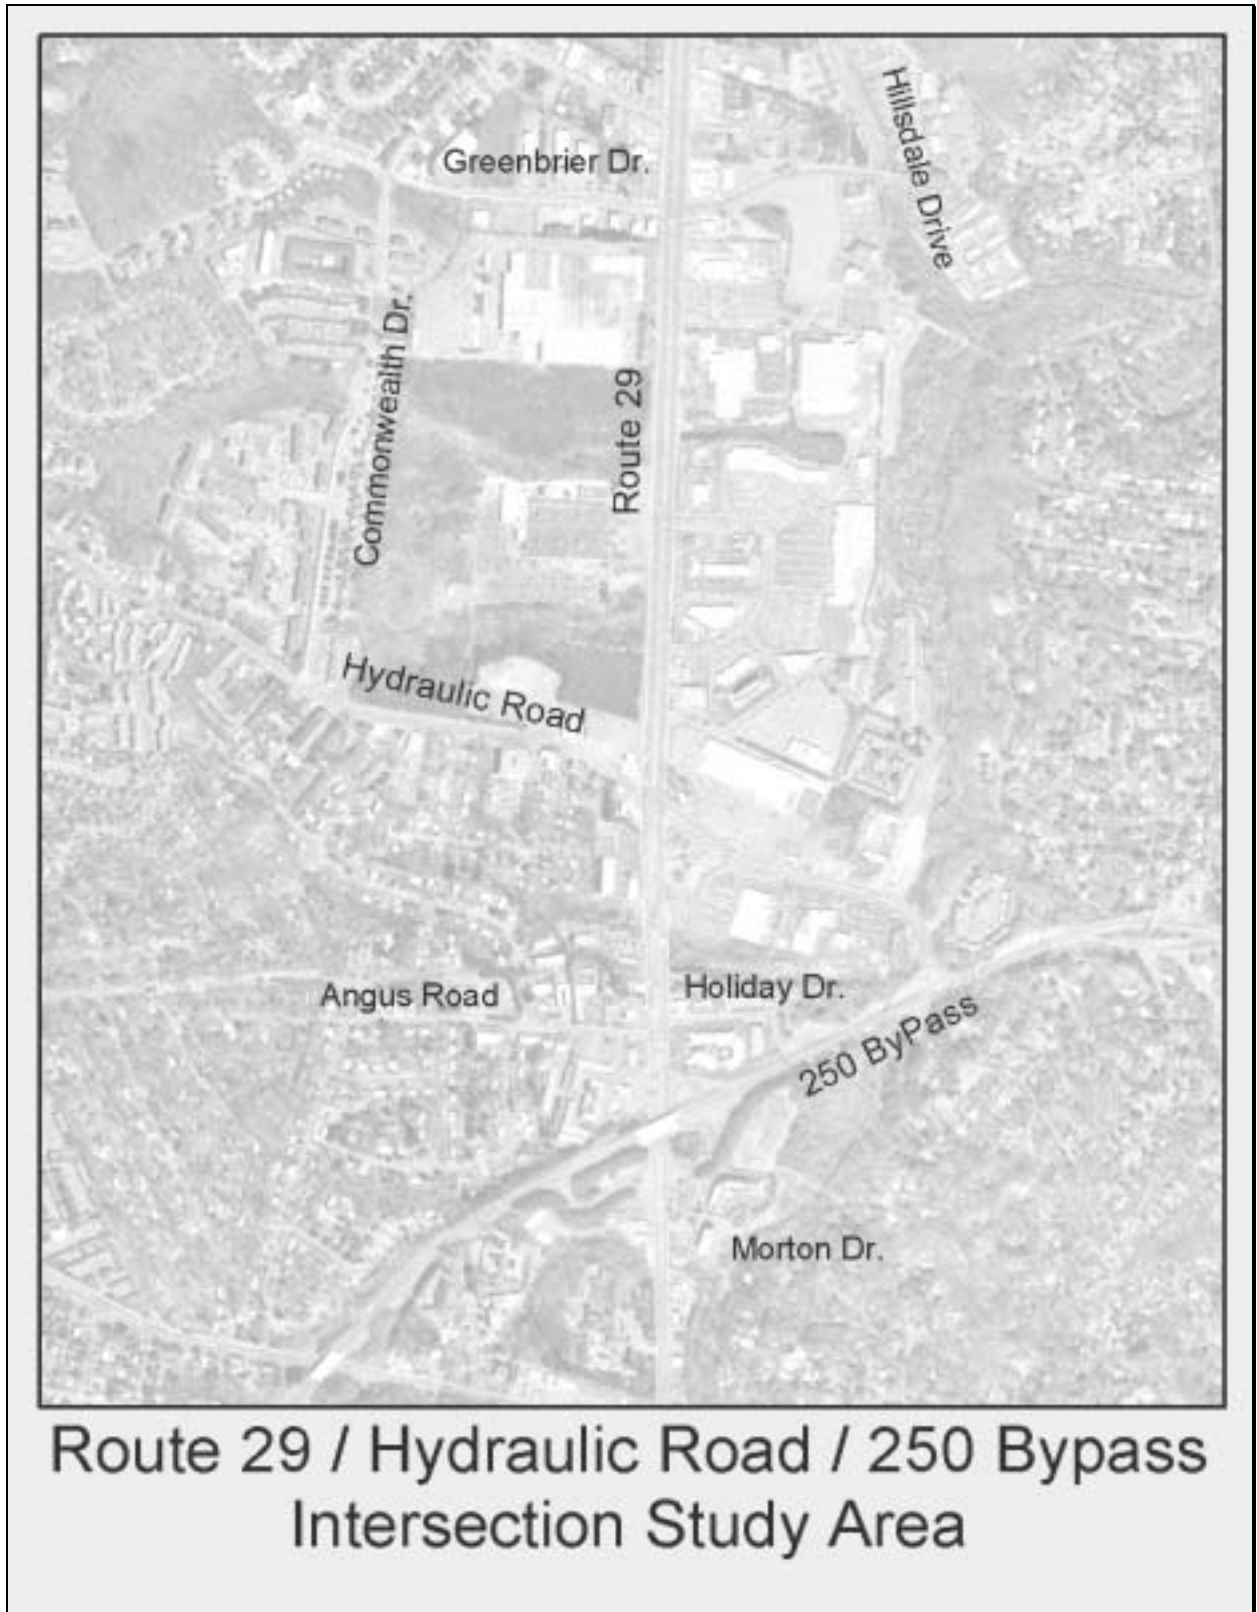 Hillsdale Drive
Greenbrier Dr.
Commonwealth Dr.
Route 29
Hydraulic Road
Angus Road
Holiday Dr.
250 ByPass
Morton Dr.
Route 29 / Hydraulic Road / 250 Bypass
Intersection Study Area